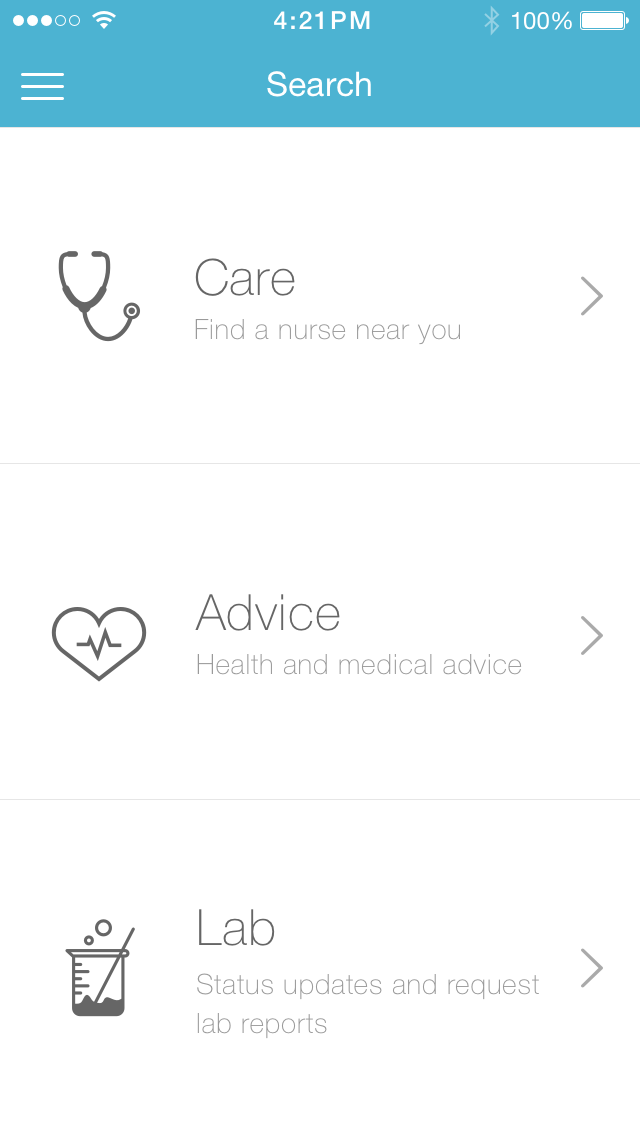 4:21PM 100%
Search
Care
Find a nurse near you
Advice
Health and medical advice
Lab
Status updates and request
lab reports